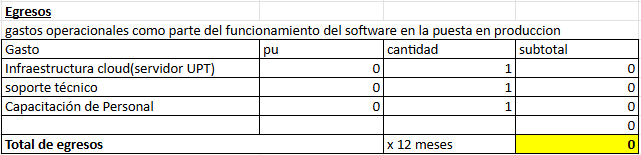 Egresos
gastos operacionales como parte del funcionamiento del software en la puesta en produccion
Gasto pu cantidad subtotal
Infraestructura cloud(servidor UPT) 0 1 0
soporte técnico 0 1 0
Capacitación de Personal 0 1 0
0
Total de egresos x 12 meses 0